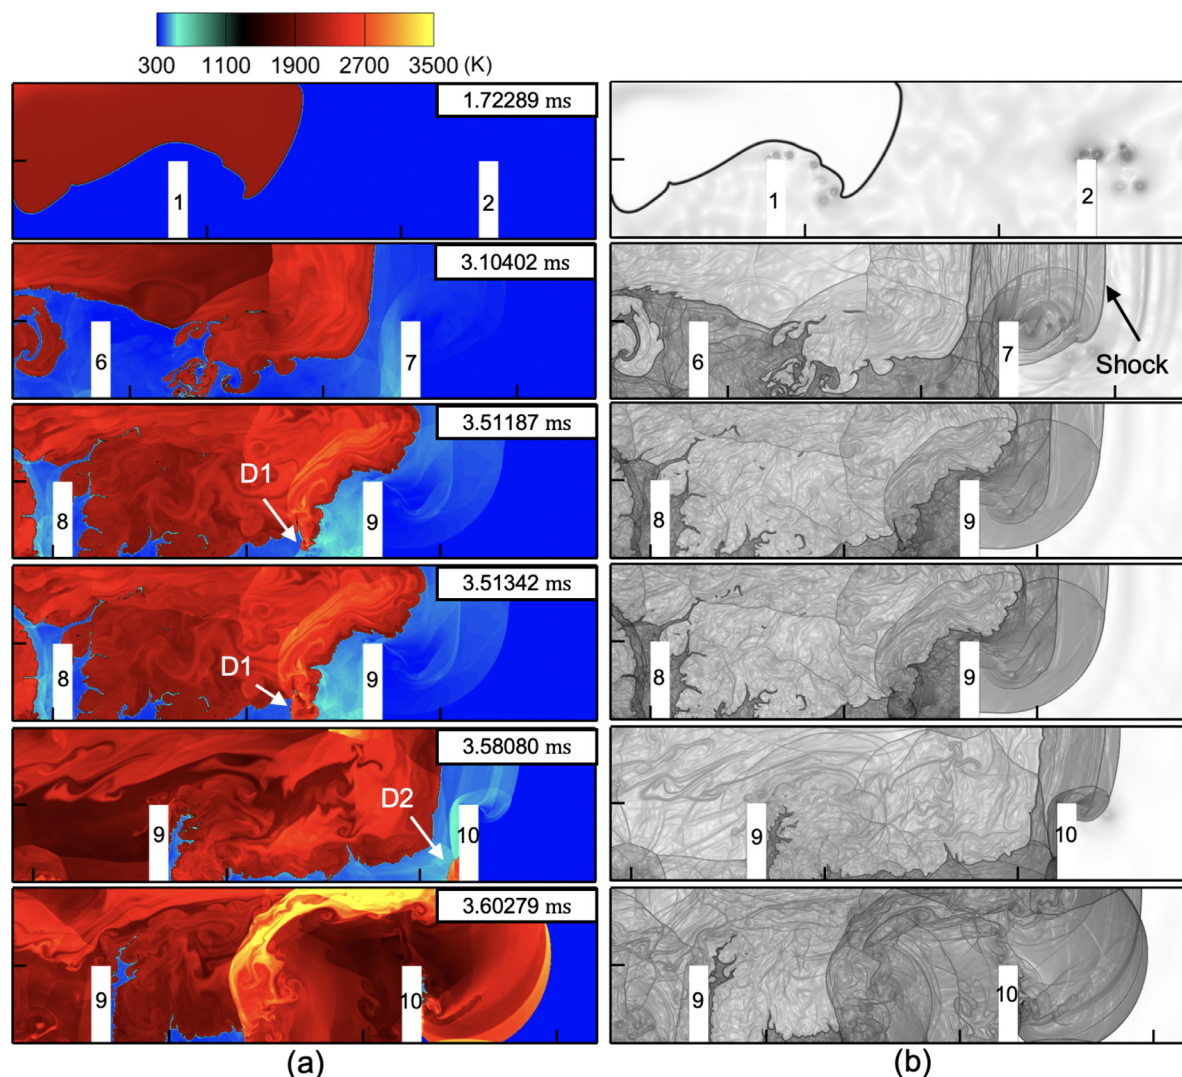 300 1100 1900 2700 3500 (K)
1.72289 ms
1 2
1 2
3.10402 ms
6 7
6 7
Shock
3.51187 ms
D1
8 9
8 9
3.51342 ms
D1
8 9
8 9
3.58080 ms
D2
9 10
9 10
3.60279 ms
9 10
9 10
(a) (b)